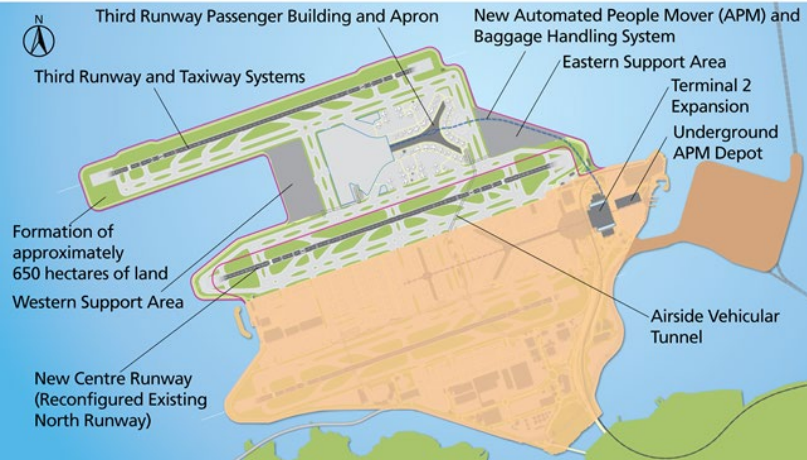 N
Third Runway Passenger Building and Apron
New Automated People Mover (APM) and
Baggage Handling System
Third Runway and Taxiway Systems
Eastern Support Area
Terminal 2
Expansion
Underground
APM Depot
Formation of
approximately
650 hectares of land
Western Support Area
Airside Vehicular
Tunnel
New Centre Runway
(Reconfigured Existing
North Runway)